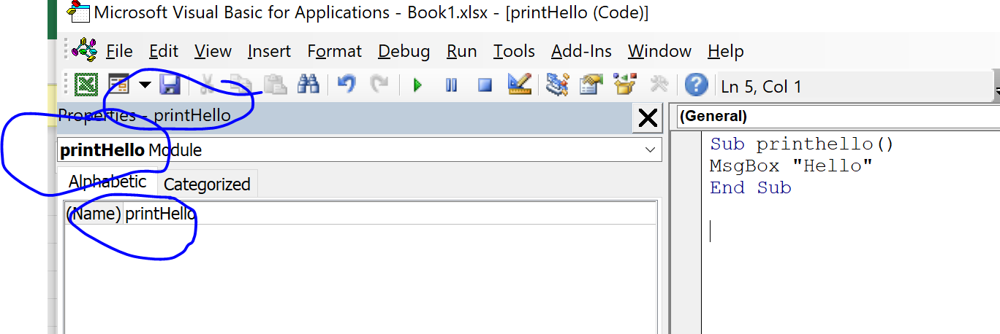 Microsoft Visual Basic for Applications - Book1.xlsx - [printHello (Code)]
File Edit View Insert Format Debug Run Tools Add-Ins Window Help
Ln 5, Col 1
Properties - printHello
printHello Module
Alphabetic Categorized
(Name) printHello
(General)
Sub printhello()
MsgBox "Hello"
End Sub